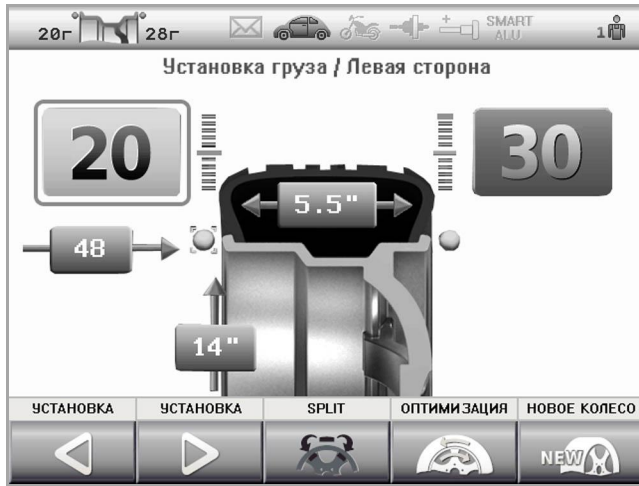 20г 28г SMART ALU 1
Установка груза / Левая сторона
20 30
5.5"
48
14"
УСТАНОВКА УСТАНОВКА SPLIT ОПТИМИЗАЦИЯ НОВОЕ КОЛЕСО
NEW